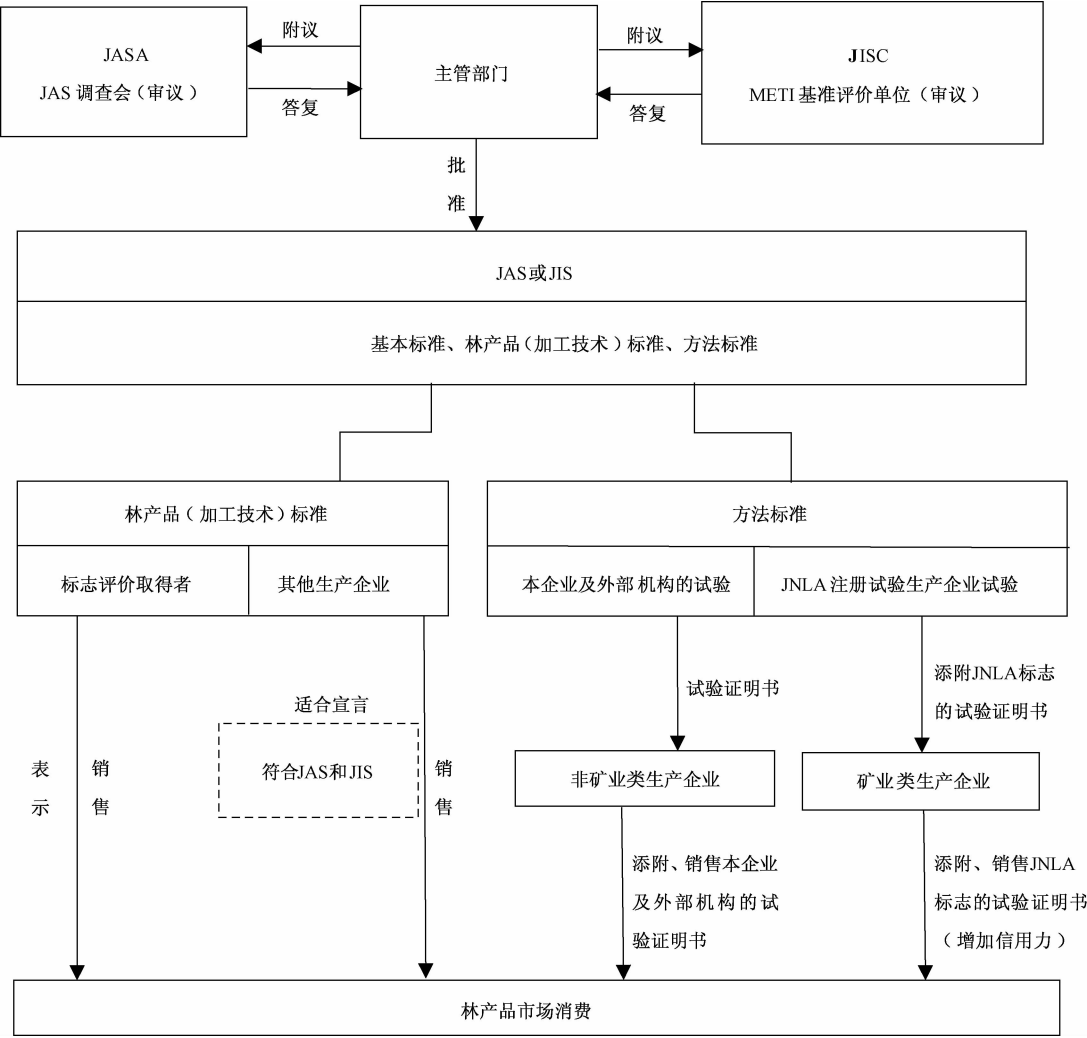 JASA
JAS 调查会（审议）
附议
答复
主管部门
附议
答复
JISC
METI 基准评价单位（审议）
批
准
JAS或JIS
基本标准、林产品（加工技术）标准、方法标准
林产品（加工技术）标准
标志评价取得者
其他生产企业
方法标准
本企业及外部机构的试验
JNLA 注册试验生产企业试验
表
示
销
售
适合宣言
符合JAS和JIS
销
售
试验证明书
添附JNLA标志
的试验证明书
非矿业类生产企业
矿业类生产企业
添附、销售本企业
及外部机构的试
验证明书
添附、销售JNLA
标志的试验证明书
（增加信用力）
林产品市场消费